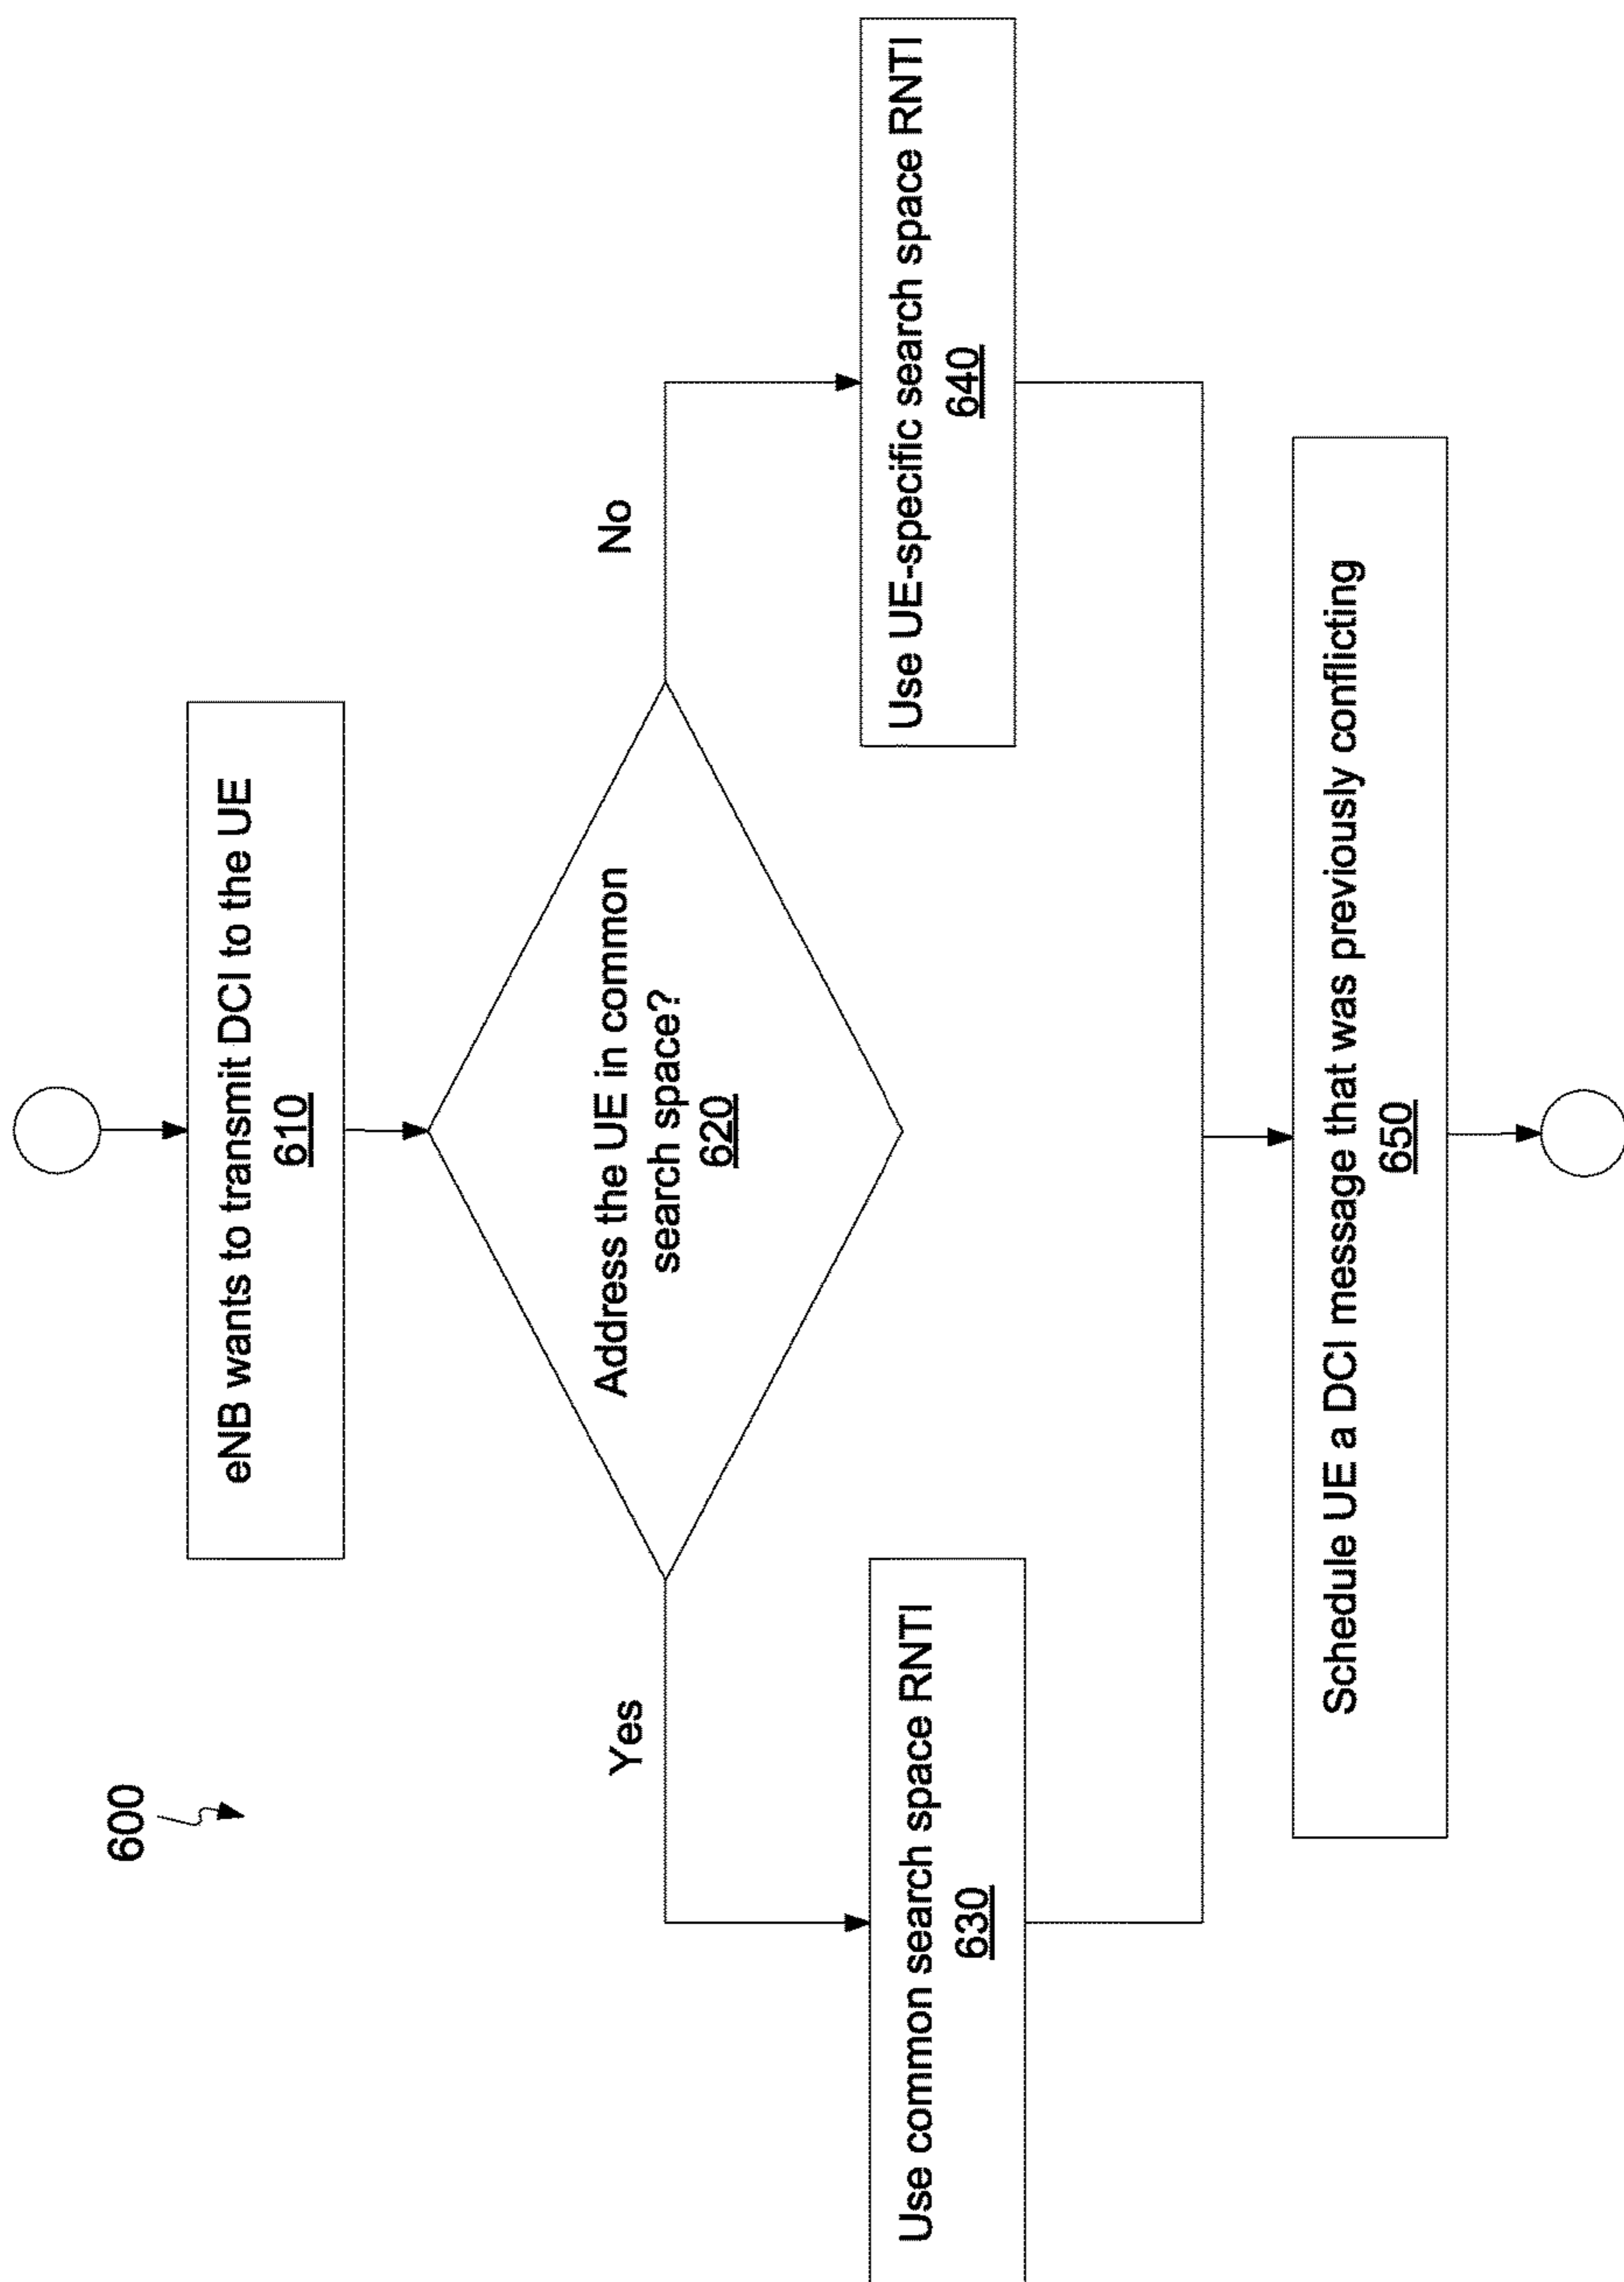 600
eNB wants to transmit DCI to the UE
610
Address the UE in common
search space?
620
Yes
No
Use common search space RNTI
630
Use UE-specific search space RNTI
640
Schedule UE a DCI message that was previously conflicting
650